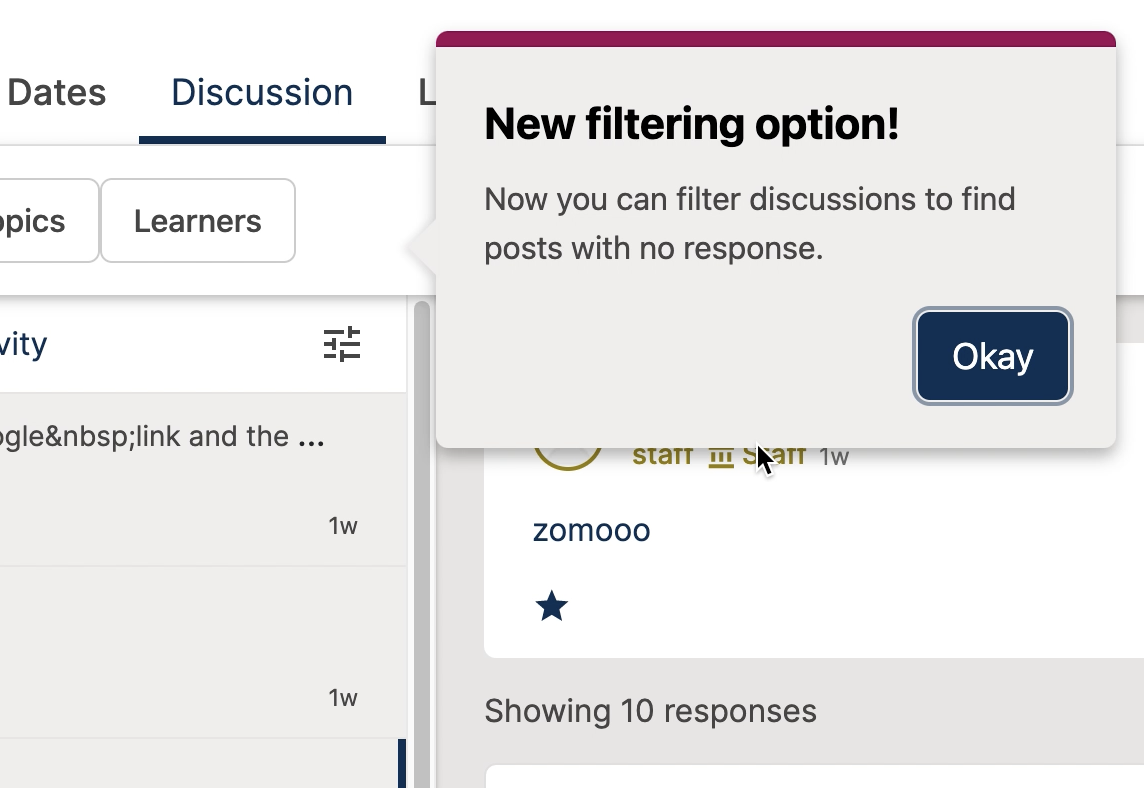 Dates Discussion L
New filtering option!
Now you can filter discussions to find
posts with no response.
Okay
opics Learners
vity
ogle&nbsp;link and the ...
1w
1w
staff Staff 1w
zomooo
Showing 10 responses